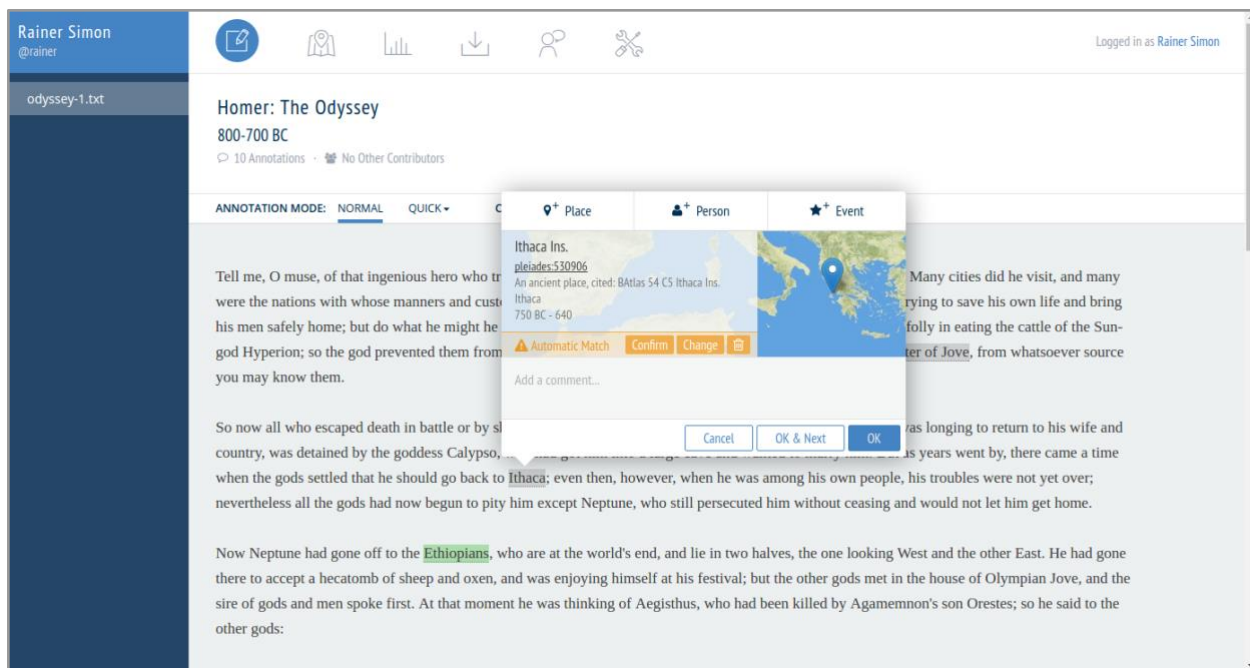 Rainer Simon
@rainer
Logged in as Rainer Simon
odyssey-1.txt
Homer: The Odyssey
800-700 BC
10 Annotations · No Other Contributors
ANNOTATION MODE: NORMAL QUICK C
Place Person Event
Ithaca Ins.
pleiades:530906
An ancient place, cited: BAtlas 54 C5 Ithaca Ins.
Ithaca
750 BC - 640
Automatic Match Confirm Change
Add a comment...
Cancel OK & Next OK
Tell me, O muse, of that ingenious hero who tr Many cities did he visit, and many
were the nations with whose manners and custo rying to save his own life and bring
his men safely home; but do what he might he folly in eating the cattle of the Sun-
god Hyperion; so the god prevented them from ter of Jove, from whatsoever source
you may know them.
So now all who escaped death in battle or by sh as longing to return to his wife and
country, was detained by the goddess Calypso, as years went by, there came a time
when the gods settled that he should go back to Ithaca; even then, however, when he was among his own people, his troubles were not yet over;
nevertheless all the gods had now begun to pity him except Neptune, who still persecuted him without ceasing and would not let him get home.
Now Neptune had gone off to the Ethiopians, who are at the world's end, and lie in two halves, the one looking West and the other East. He had gone
there to accept a hecatomb of sheep and oxen, and was enjoying himself at his festival; but the other gods met in the house of Olympian Jove, and the
sire of gods and men spoke first. At that moment he was thinking of Aegisthus, who had been killed by Agamemnon's son Orestes; so he said to the
other gods: